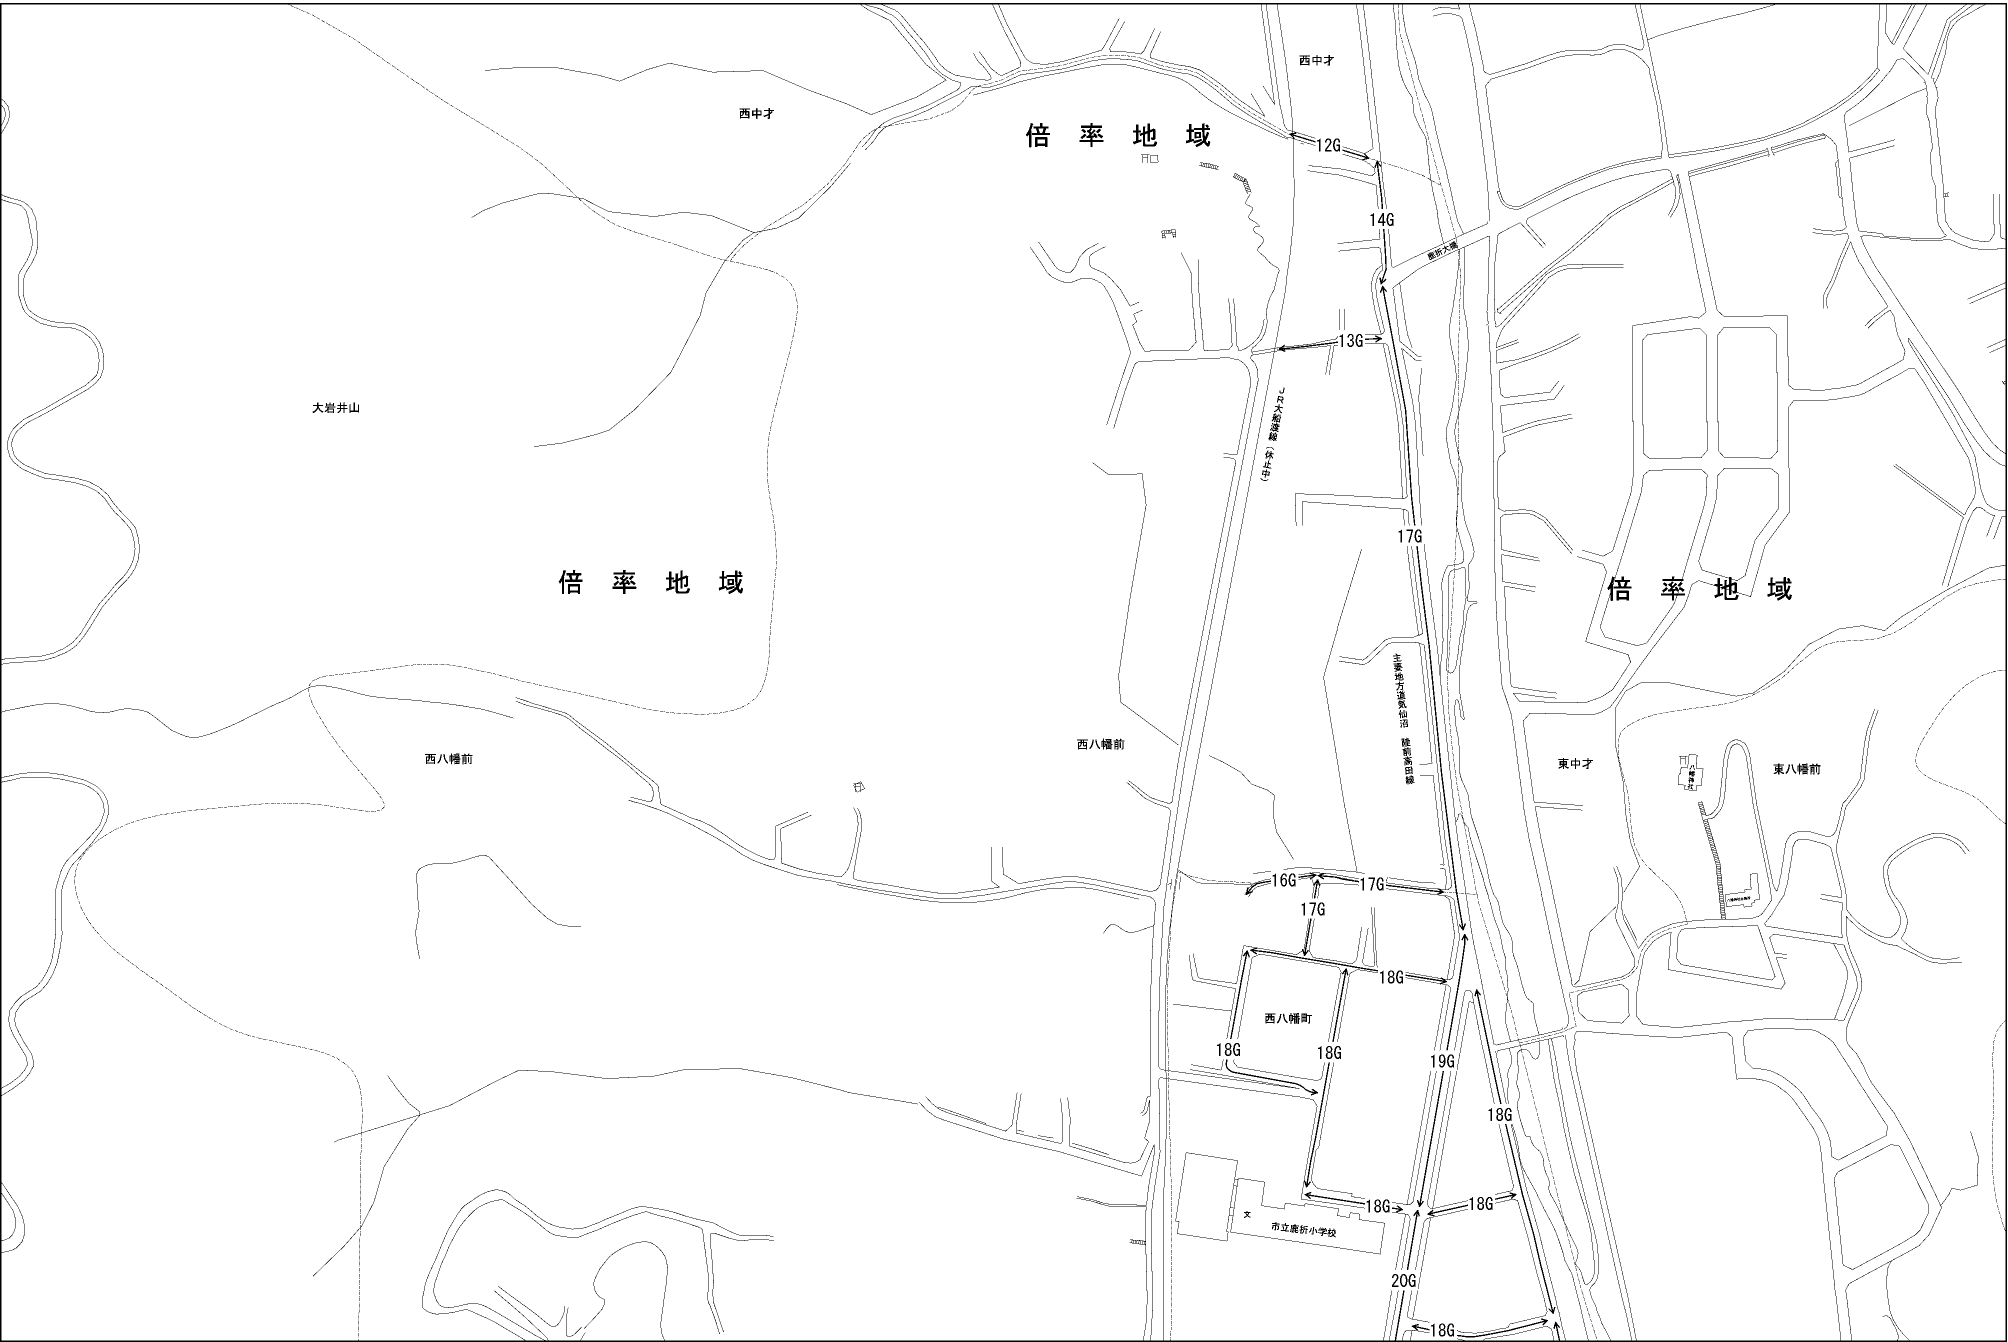 西中才
西中才
倍率地域
12G
14G
鹿折大橋
13G
大岩井山
JR大船渡線(休止中)
17G
倍率地域
倍率地域
主要地方道気仙沼 陸前高田線
西八幡前
西八幡前
東中才
八幡神社
東八幡前
16G
17G
17G
18G
西八幡町
18G
18G
19G
18G
18G
18G
文
市立鹿折小学校
20G
18G